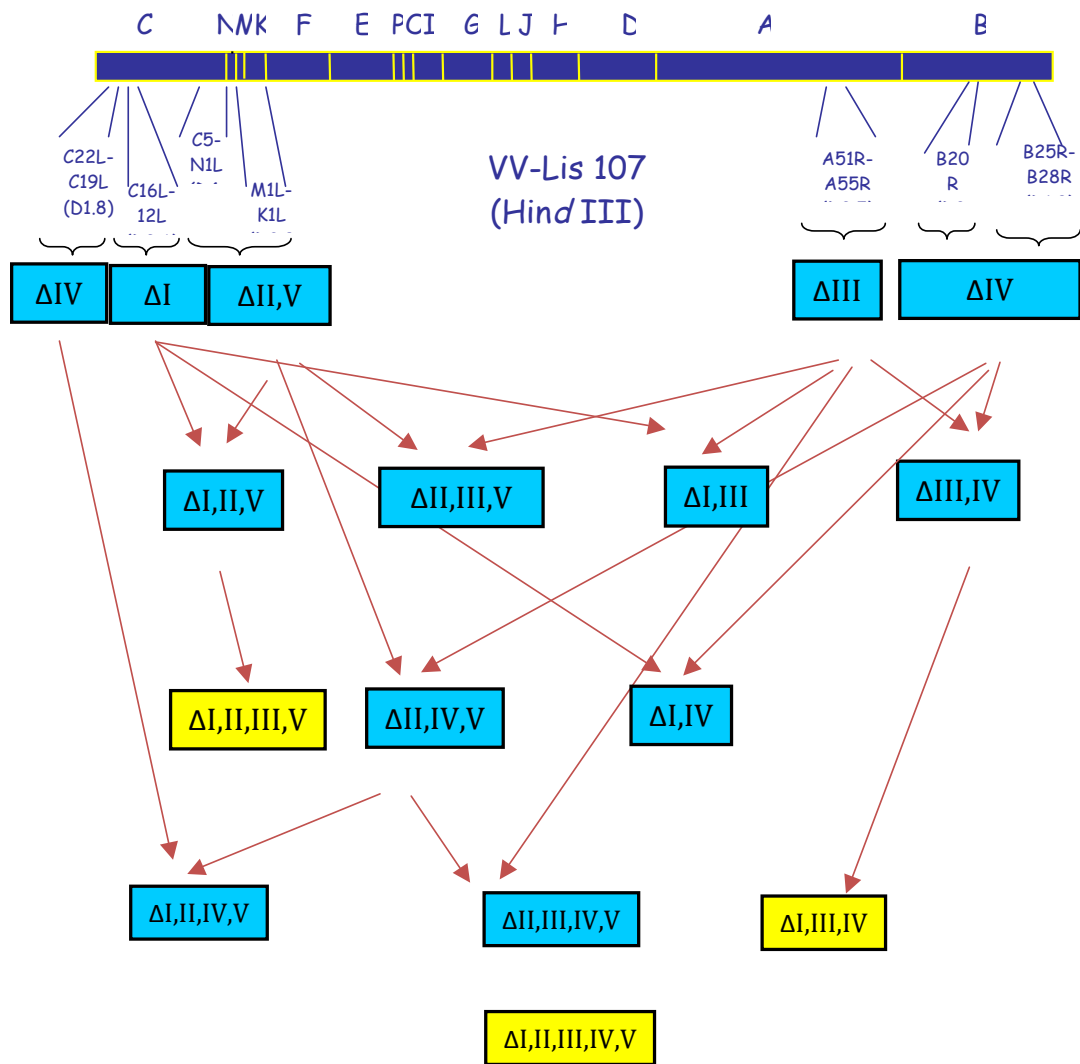 C N K F E P C I G L J D A B
C22L-
C19L
(D1.8)
C16L-
12L
C5-
N1L
M1L-
K1L
VV-Lis 107
(Hind III)
A51R-
A55R
B20
R
B25R-
B28R
ΔIV ΔI ΔII,V ΔIII ΔIV
ΔI,II,V ΔII,III,V ΔI,III ΔIII,IV
ΔI,II,III,V ΔII,IV,V ΔI,IV
ΔI,II,IV,V ΔII,III,IV,V ΔI,III,IV
ΔI,II,III,IV,V